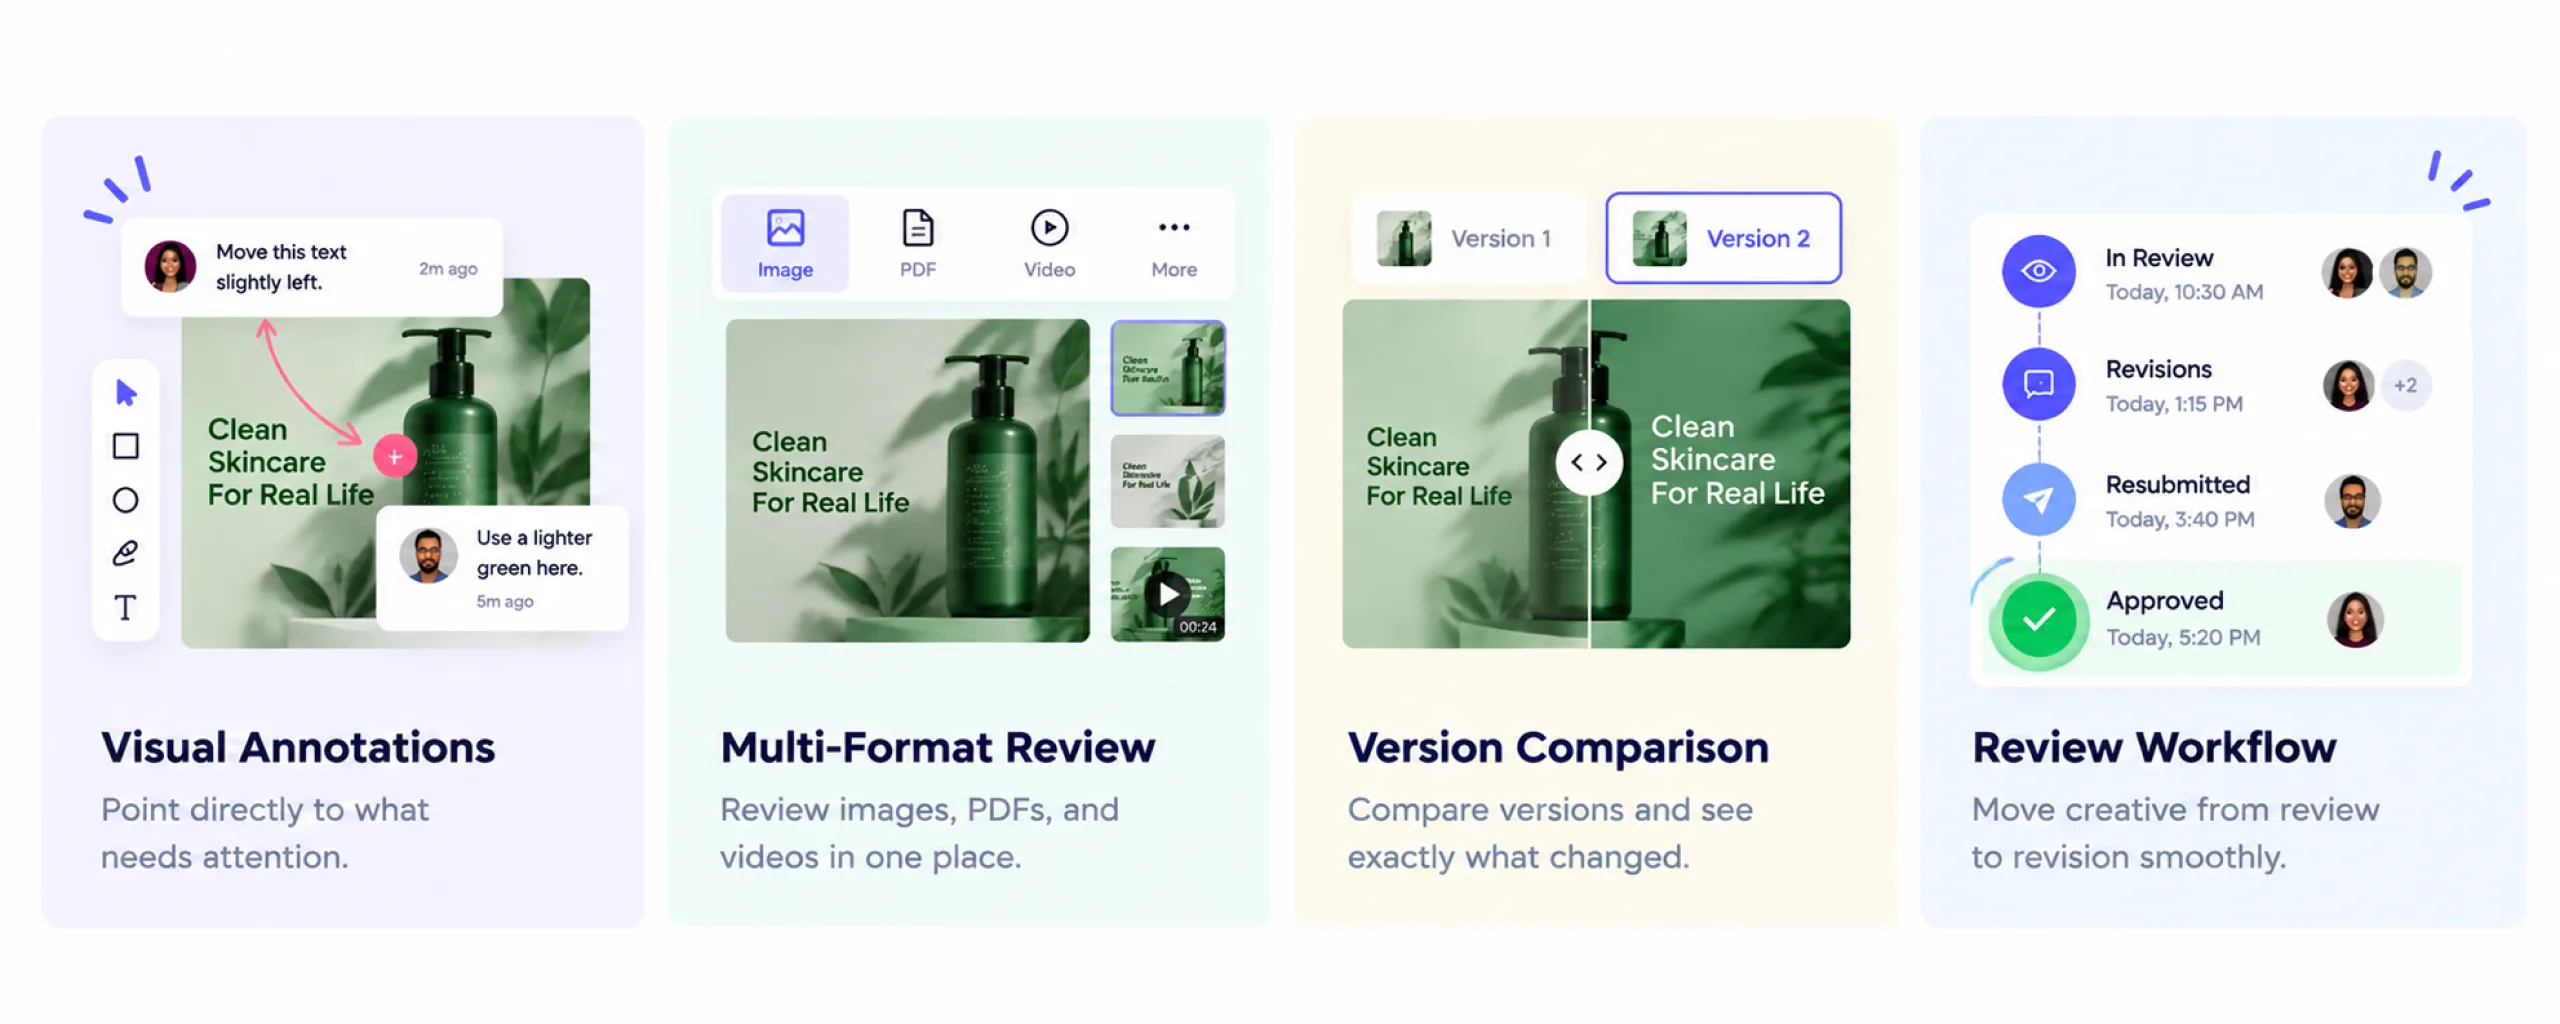 Move this text
slightly left.
2m ago
Clean
Skincare
For Real Life
Use a lighter
green here.
5m ago
T
Visual Annotations
Point directly to what
needs attention.
Image
PDF
Video
More
Clean
Skincare
For Real Life
Clean
Clean
For Real Life
00:24
Multi-Format Review
Review images, PDFs, and
videos in one place.
Version 1
Version 2
Clean
Skincare
For Real Life
Clean
Skincare
For Real Life
Version Comparison
Compare versions and see
exactly what changed.
In Review
Today, 10:30 AM
Revisions
Today, 1:15 PM
+2
Resubmitted
Today, 3:40 PM
Approved
Today, 5:20 PM
Review Workflow
Move creative from review
to revision smoothly.